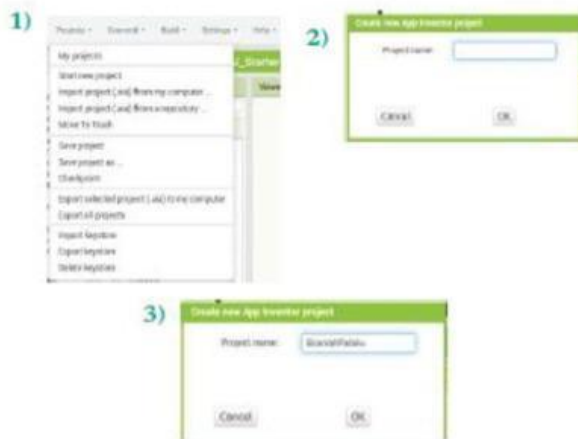 1)
Projects Connect Build Settings Help
My projects
Start new project
Import project (.aia) from my computer ...
Import project (.aia) from a repository ...
Move To Trash
Save project
Save project as ...
Checkpoint
Export selected project (.aia) to my computer
Export all projects
Import keystore
Export keystore
Delete keystore
_Starter
Viewer
2)
Create new App Inventor project
Project name:
Cancel OK
3)
Create new App Inventor project
Project name:
Cancel OK